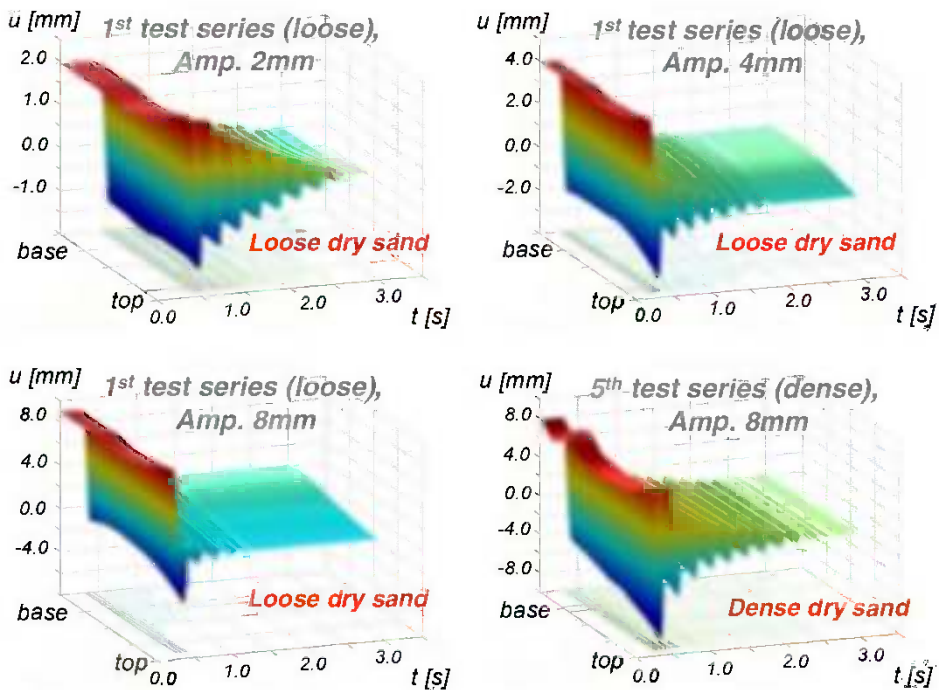 u [mm]
1st test series (loose),
Amp. 2mm
2.0
1.0
0.0
-1.0
base
top
Loose dry sand
0.0
1.0
2.0
3.0
t [s]
u [mm]
1st test series (loose),
Amp. 4mm
4.0
2.0
0.0
-2.0
base
top
Loose dry sand
0.0
1.0
2.0
3.0
t [s]
u [mm]
1st test series (loose),
Amp. 8mm
8.0
4.0
0.0
-4.0
base
top
Loose dry sand
0.0
1.0
2.0
3.0
t [s]
u [mm]
5th test series (dense),
Amp. 8mm
8.0
4.0
0.0
-4.0
-8.0
base
top
Dense dry sand
0.0
1.0
2.0
3.0
t [s]